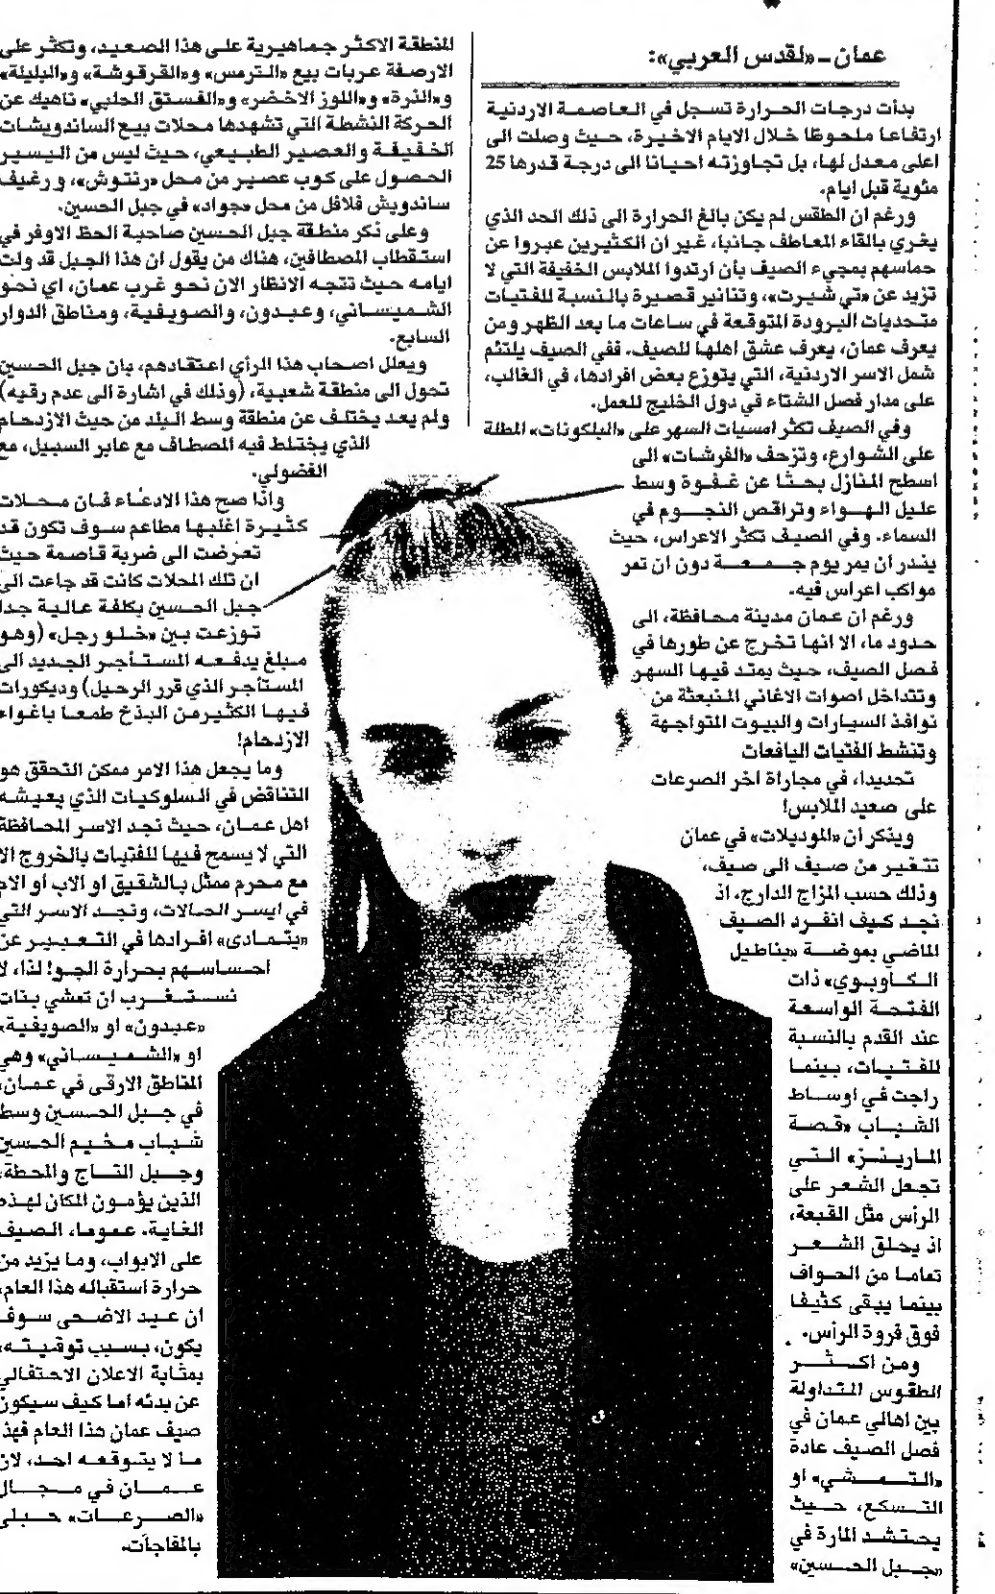 عمان ـ «لقدس العربي»:
بدأت درجات الحرارة تسجل في العاصمة الاردنية
ارتفاعا ملحوظا خلال الايام الاخيرة، حيث وصلت الى
اعلى معدل لها، بل تجاوزته احيانا الى درجة قدرها 25
مئوية قبل ايام.
ورغم ان الطقس لم يكن بالغ الحرارة الى ذلك الحد الذي
يغري بالقاء المعاطف جانبا، غير ان الكثيرين عبروا عن
حماسهم بمجيء الصيف بأن ارتدوا الملابس الخفيفة التي لا
تزيد عن «تي شيرت»، وتنانير قصيرة بالنسبة للفتيات
متحديات البرودة المتوقعة في ساعات ما بعد الظهر ومن
يعرف عمان، يعرف عشق اهلها للصيف. ففي الصيف يلتئم
شمل الاسر الاردنية، التي يتوزع بعض افرادها، في الغالب،
على مدار فصل الشتاء في دول الخليج للعمل.
وفي الصيف تكثر امسيات السهر على «البلكونات» المطلة
على الشوارع، وتزحف «الفرشات» الى
اسطح المنازل بحثا عن غفوة وسط
عليل الهواء وتراقص النجوم في
السماء. وفي الصيف تكثر الاعراس، حيث
يندر ان يمر يوم جمعة دون ان تمر
مواكب اعراس فيه.
ورغم ان عمان مدينة محافظة، الى
حدود ما، الا انها تخرج عن طورها في
فصل الصيف، حيث يمتد فيها السهر
وتتداخل اصوات الاغاني المنبعثة من
نوافذ السيارات والبيوت المتواجهة
وتنشط الفتيات اليافعات
تحديدا، في مجاراة اخر الصرعات
على صعيد الملابس!
ويذكر ان «الموديلات» في عمان
تتغير من صيف الى صيف،
وذلك حسب المزاج الدارج. اذ
نجد كيف انفرد الصيف
الماضي بموضة «بناطيل
الكاوبوي» ذات
الفتحة الواسعة
عند القدم بالنسبة
للفتيات، بينما
راجت في اوساط
الشباب «قصة
المارينز» التي
تجعل الشعر على
الرأس مثل القبعة،
اذ يحلق الشعر
تماما من الحواف
بينما يبقى كثيفا
فوق فروة الرأس.
ومن اكثر
الطقوس المتداولة
بين اهالي عمان في
فصل الصيف عادة
«التمشي» او
التسكع، حيث
يحتشد المارة في
«جبل الحسين»
المنطقة الاكثر جماهيرية على هذا الصعيد، وتكثر على
الارصفة عربات بيع «الترمس» و«القرقوشة» و«البليلة»
و«الذرة» و«اللوز الاخضر» و«الفستق الحلبي» ناهيك عن
الحركة النشطة التي تشهدها محلات بيع الساندويشات
الخفيفة والعصير الطبيعي، حيث ليس من اليسير
الحصول على كوب عصير من محل «رنتوش»، ورغيف
ساندويش فلافل من محل «جواد» في جبل الحسين.
وعلى ذكر منطقة جبل الحسين صاحبة الحظ الاوفر في
استقطاب المصطافين، هناك من يقول ان هذا الجبل قد ولت
ايامه حيث تتجه الانظار الان نحو غرب عمان، اي نحو
الشميساني، وعبدون، والصويفية، ومناطق الدوار
السابع.
ويعلل اصحاب هذا الرأي اعتقادهم، بان جبل الحسين
تحول الى منطقة شعبية، (وذلك في اشارة الى عدم رقيه)
ولم يعد يختلف عن منطقة وسط البلد من حيث الازدحام
الذي يختلط فيه المصطاف مع عابر السبيل، مع
الفضولي.
واذا صح هذا الادعاء فان محلات
كثيرة اغلبها مطاعم سوف تكون قد
تعرضت الى ضربة قاصمة حيث
ان تلك المحلات كانت قد جاءت الى
جبل الحسين بكلفة عالية جدا
توزعت بين «خلو رجل» (وهو
مبلغ يدفعه المستأجر الجديد الى
المستأجر الذي قرر الرحيل) وديكورات
فيها الكثير من البذخ طمعا باغواء
الازدحام!
وما يجعل هذا الامر ممكن التحقق هو
التناقض في السلوكيات الذي يعيشه
اهل عمان، حيث نجد الاسر المحافظة
التي لا يسمح فيها للفتيات بالخروج الا
مع محرم ممثل بالشقيق او الاب او الام
في ايسر الحالات، ونجد الاسر التي
«يتمادى» افرادها في التعبير عن
احساسهم بحرارة الجو! لذا، لا
نستغرب ان تمشي بنات
«عبدون» او «الصويفية»
او «الشميساني» وهي
المناطق الارقى في عمان،
في جبل الحسين وسط
شباب مخيم الحسين
وجبل التاج والمحطة،
الذين يؤمون المكان لهذه
الغاية. عموما، الصيف
على الابواب، وما يزيد من
حرارة استقباله هذا العام،
ان عيد الاضحى سوف
يكون، بسبب توقيته،
بمثابة الاعلان الاحتفالي
عن بدئه اما كيف سيكون
صيف عمان هذا العام فهذ
ما لا يتوقعه احد، لان
عمان في مجال
«الصرعات» حبلى
بالمفاجآت.